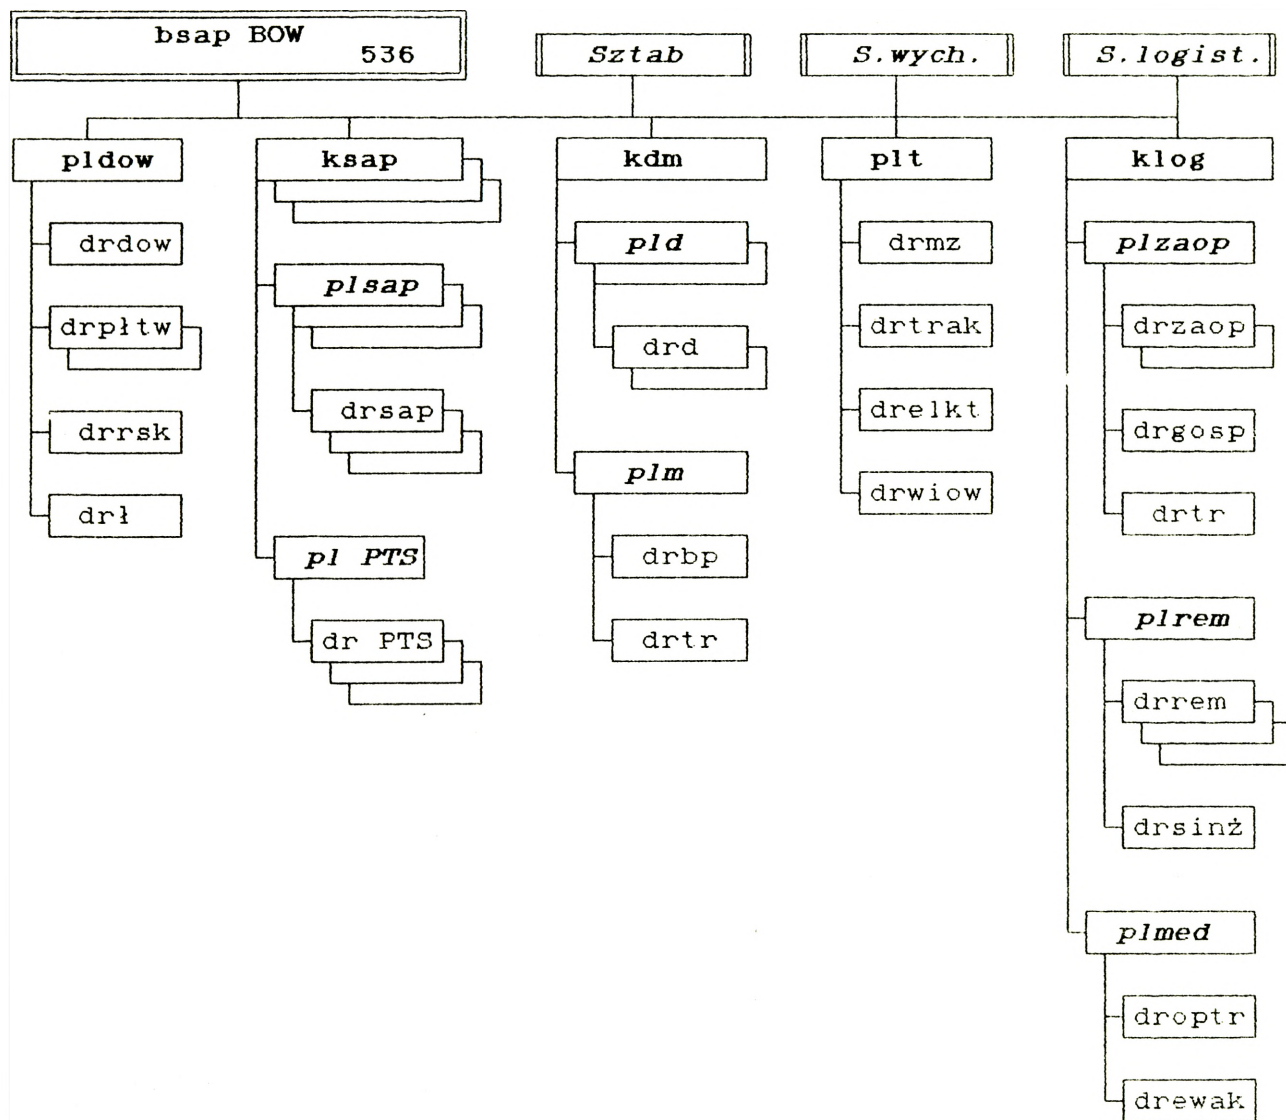 bsap BOW
536
Sztab
S.wych.
S.logist.
pldow
drdow
drpłtw
drrsk
drł
ksap
plsap
drsap
pl PTS
dr PTS
kdm
pld
drd
plm
drbp
drtr
plt
drmz
drtrak
drelkt
drwiow
klog
plzaop
drzaop
drgosp
drtr
plrem
drrem
drsinż
plmed
droptr
drewak